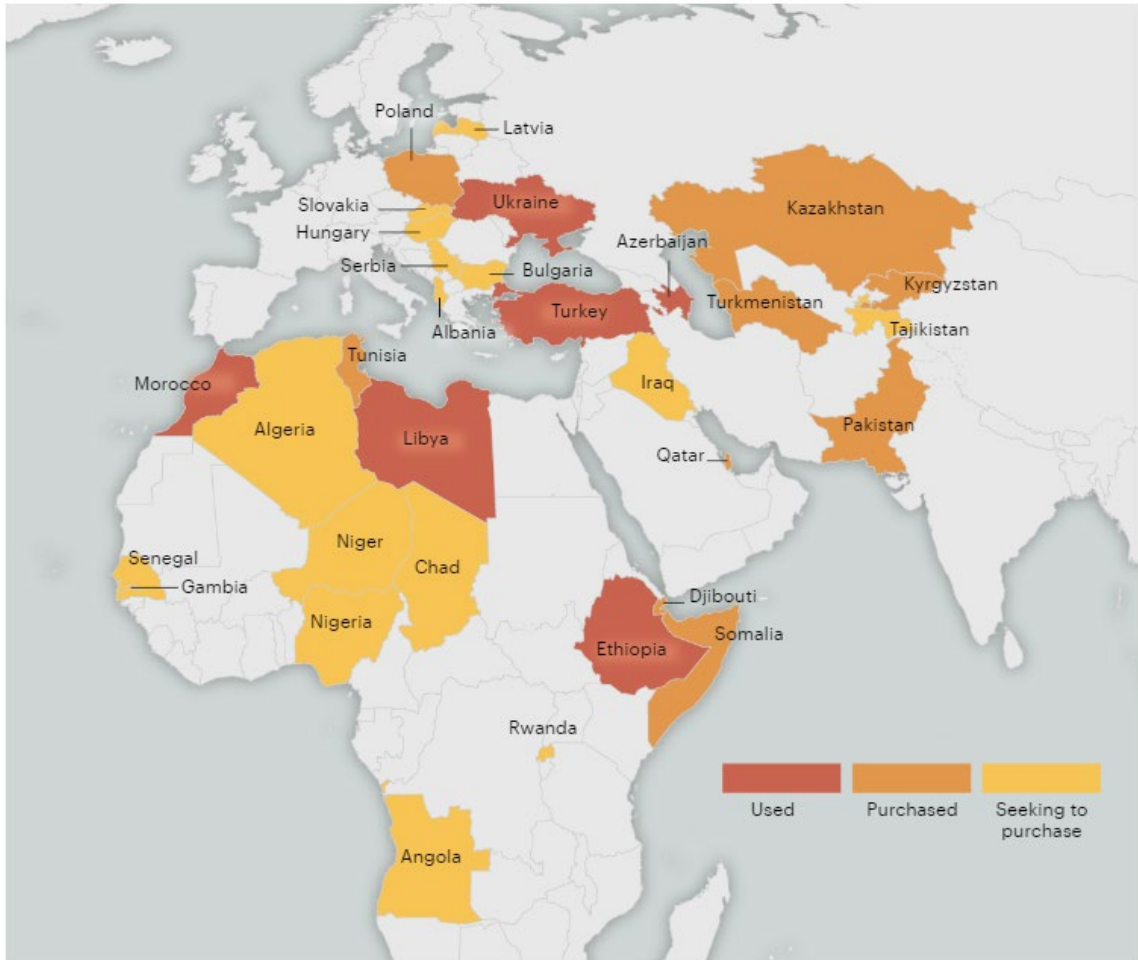 Poland
Latvia
Slovakia
Ukraine
Kazakhstan
Hungary
Azerbaijan
Serbia
Bulgaria
Kyrgyzstan
Turkmenistan
Turkey
Albania
Tajikistan
Tunisia
Morocco
Iraq
Algeria
Libya
Pakistan
Qatar
Niger
Senegal
Chad
Gambia
Djibouti
Nigeria
Somalia
Ethiopia
Rwanda
Used
Purchased
Seeking to
purchase
Angola